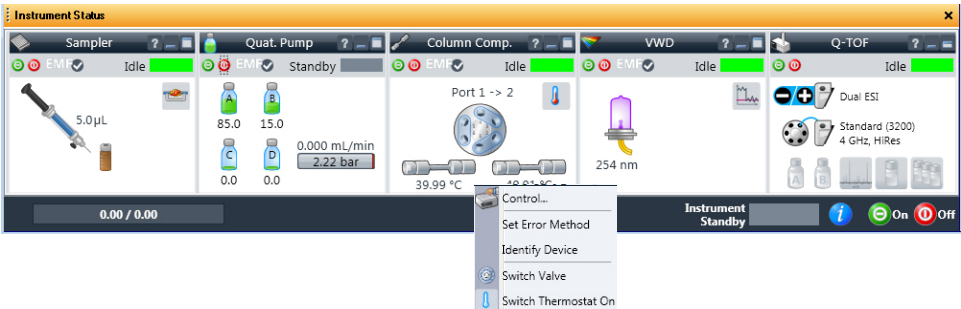 Instrument Status
Sampler ?
Quat. Pump ?
Column Comp. ?
VWD ?
Q-TOF ?
EMF Idle
EMF Standby
EMF Idle
EMF Idle
Idle
5.0µL
A B
85.0 15.0
C D
0.0 0.0
0.000 mL/min
2.22 bar
Port 1 -> 2
39.99 °C
254 nm
Dual ESI
Standard (3200)
4 GHz, HiRes
A B
0.00 / 0.00
Instrument
Standby
i On Off
Control...
Set Error Method
Identify Device
Switch Valve
Switch Thermostat On